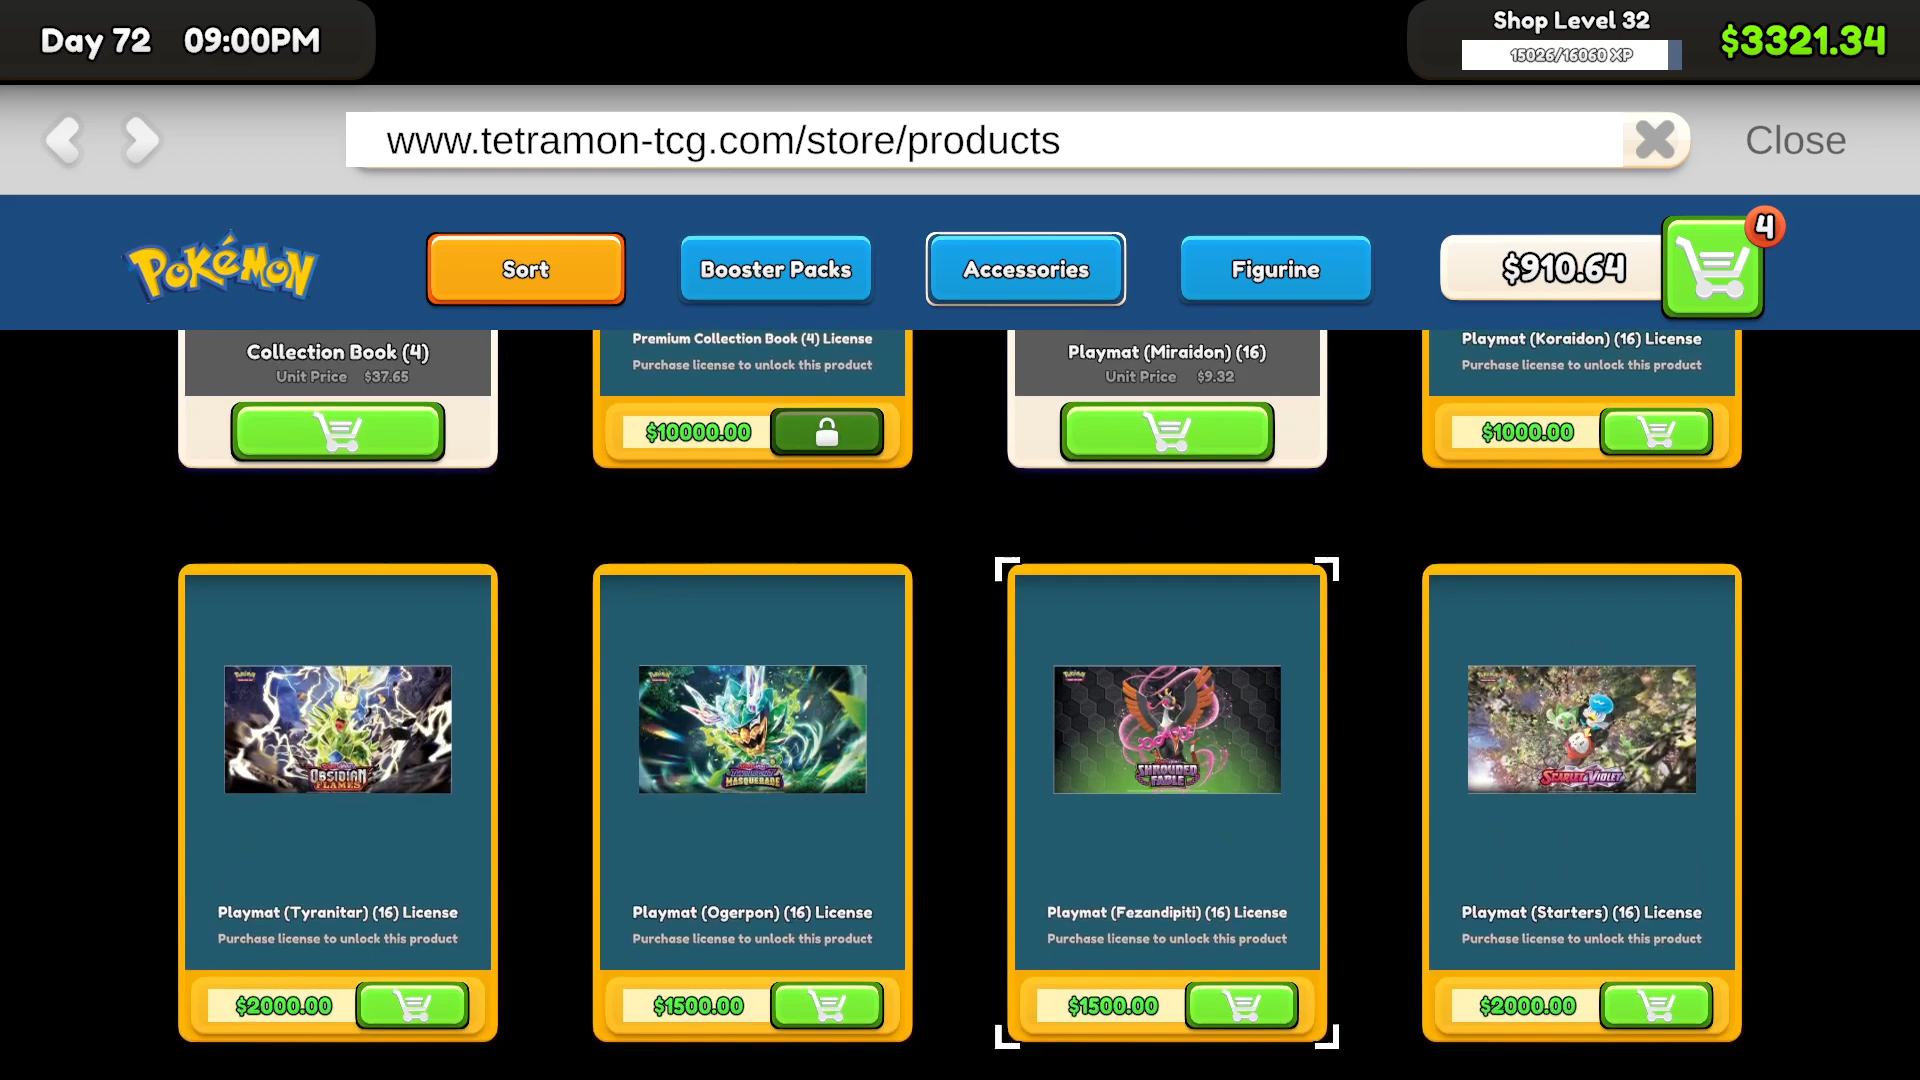 Day 72 09:00PM
Shop Level 32
15026/16060 XP
$3321.34
www.tetramon-tcg.com/store/products
Close
Pokémon
Sort
Booster Packs
Accessories
Figurine
$910.64
4
Collection Book (4)
Unit Price $37.65
Premium Collection Book (4) License
Purchase license to unlock this product
$10000.00
Playmat (Miraidon) (16)
Unit Price $9.32
Playmat (Koraidon) (16) License
Purchase license to unlock this product
$1000.00
Pokémon
OBSIDIAN
FLAMES
Playmat (Tyranitar) (16) License
Purchase license to unlock this product
$2000.00
Pokémon
MASQUERADE
Playmat (Ogerpon) (16) License
Purchase license to unlock this product
$1500.00
Pokémon
SHROUDED
FABLE
Playmat (Fezandipiti) (16) License
Purchase license to unlock this product
$1500.00
Pokémon
SCARLET & VIOLET
Playmat (Starters) (16) License
Purchase license to unlock this product
$2000.00